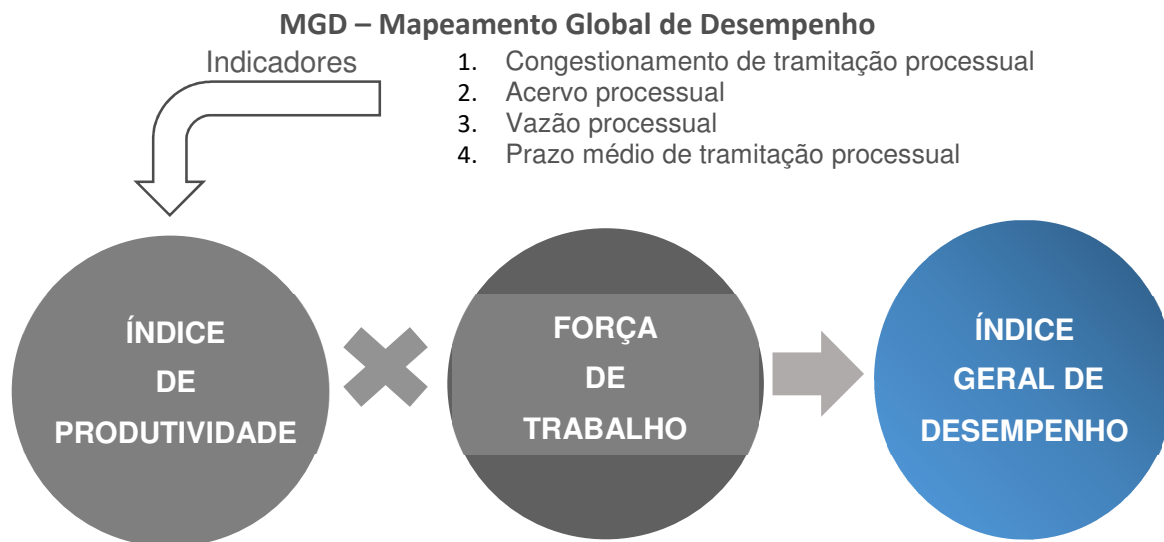 MGD – Mapeamento Global de Desempenho
Indicadores
1. Congestionamento de tramitação processual
2. Acervo processual
3. Vazão processual
4. Prazo médio de tramitação processual
ÍNDICE
DE
PRODUTIVIDADE
FORÇA
DE
TRABALHO
ÍNDICE
GERAL DE
DESEMPENHO